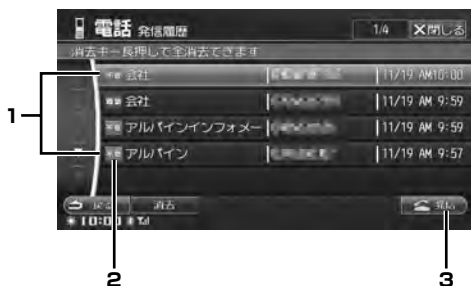 電話 発信履歴 1/4 ×閉じる
消去キー長押しで全消去できます
会社 11/19 AM10:00
会社 11/19 AM 9:59
アルパインインフォメー 11/19 AM 9:59
アルパイン 11/19 AM 9:57
1
戻る 消去 発信
10:00
2
3